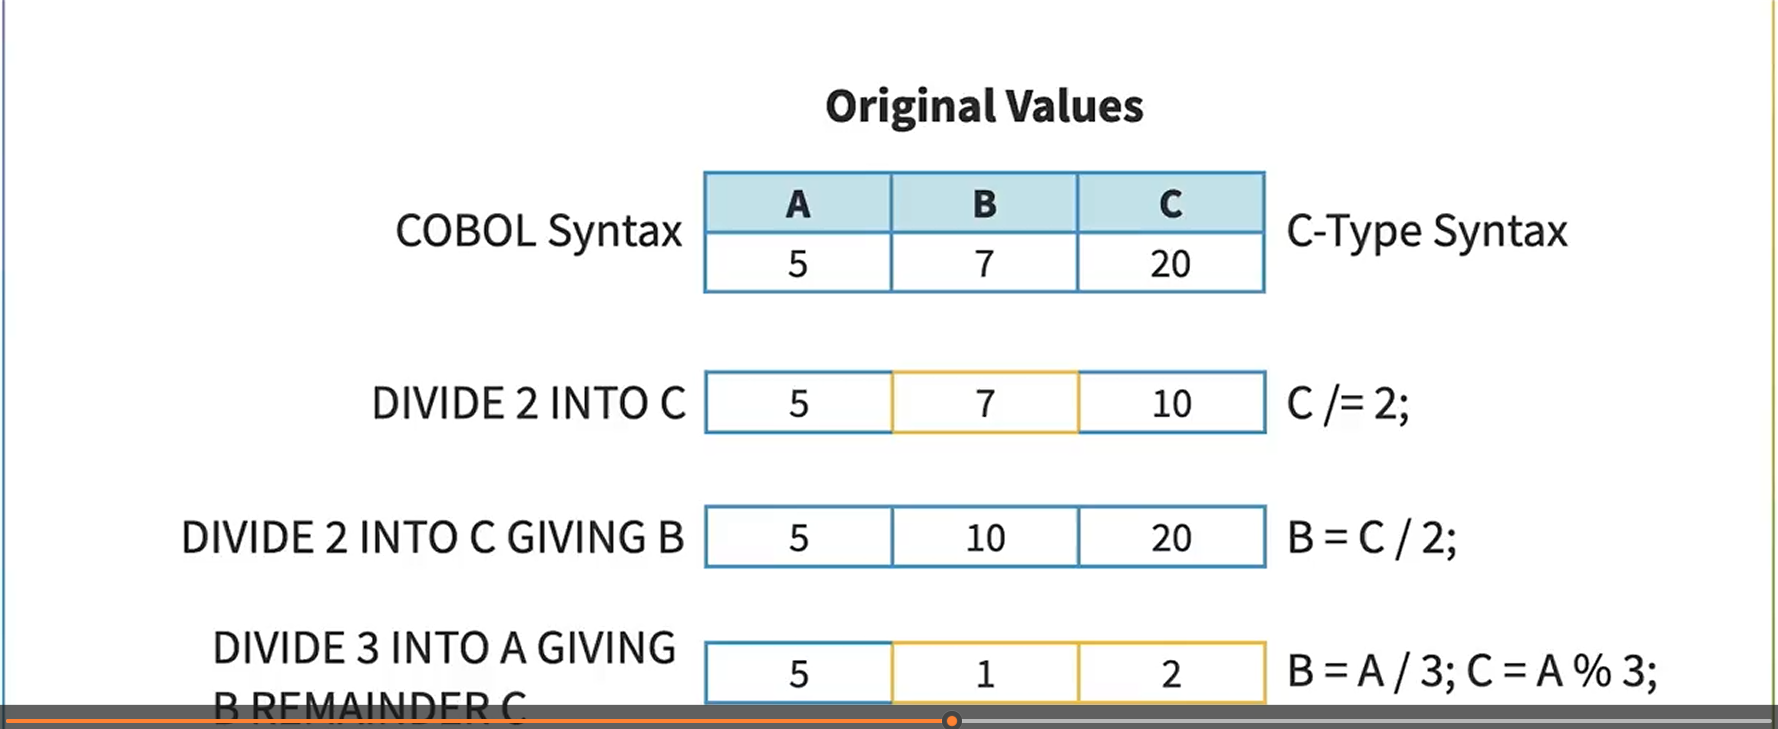 Original Values
A B C
COBOL Syntax 5 7 20 C-Type Syntax
DIVIDE 2 INTO C 5 7 10 C /= 2;
DIVIDE 2 INTO C GIVING B 5 10 20 B = C / 2;
DIVIDE 3 INTO A GIVING
B REMAINDER C 5 1 2 B = A / 3; C = A % 3;